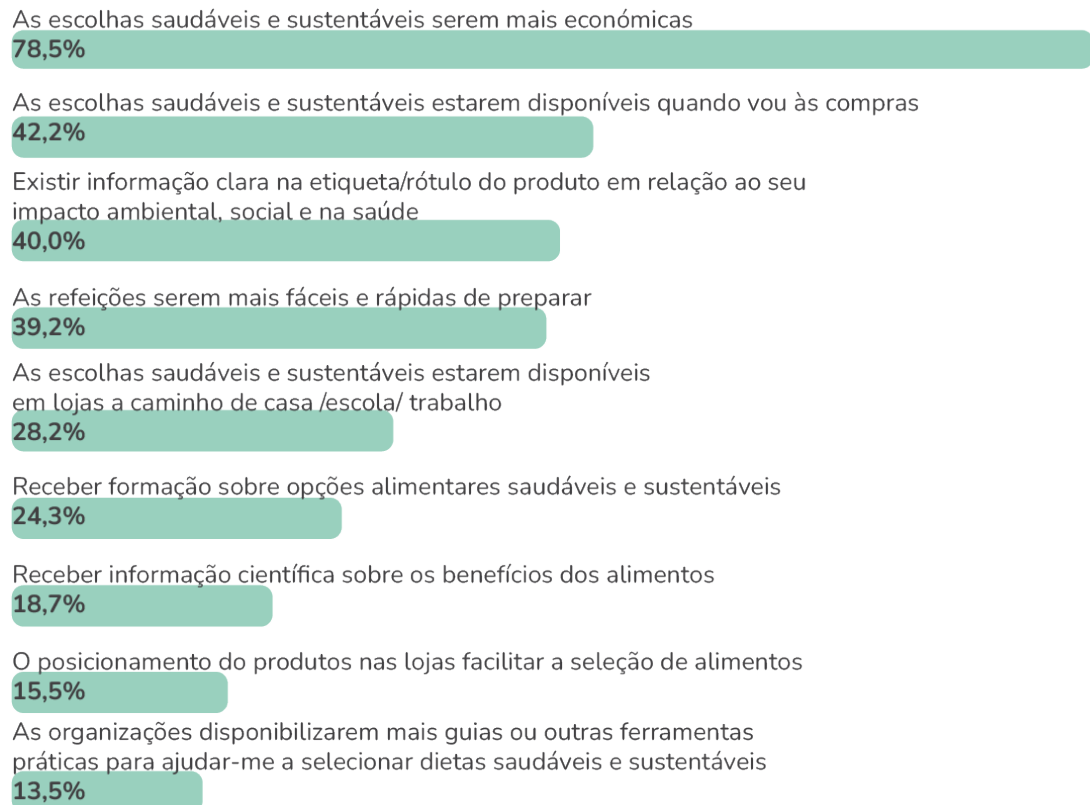 As escolhas saudáveis e sustentáveis serem mais económicas
78,5%
As escolhas saudáveis e sustentáveis estarem disponíveis quando vou às compras
42,2%
Existir informação clara na etiqueta/rótulo do produto em relação ao seu
impacto ambiental, social e na saúde
40,0%
As refeições serem mais fáceis e rápidas de preparar
39,2%
As escolhas saudáveis e sustentáveis estarem disponíveis
em lojas a caminho de casa /escola/ trabalho
28,2%
Receber formação sobre opções alimentares saudáveis e sustentáveis
24,3%
Receber informação científica sobre os benefícios dos alimentos
18,7%
O posicionamento do produtos nas lojas facilitar a seleção de alimentos
15,5%
As organizações disponibilizarem mais guias ou outras ferramentas
práticas para ajudar-me a selecionar dietas saudáveis e sustentáveis
13,5%